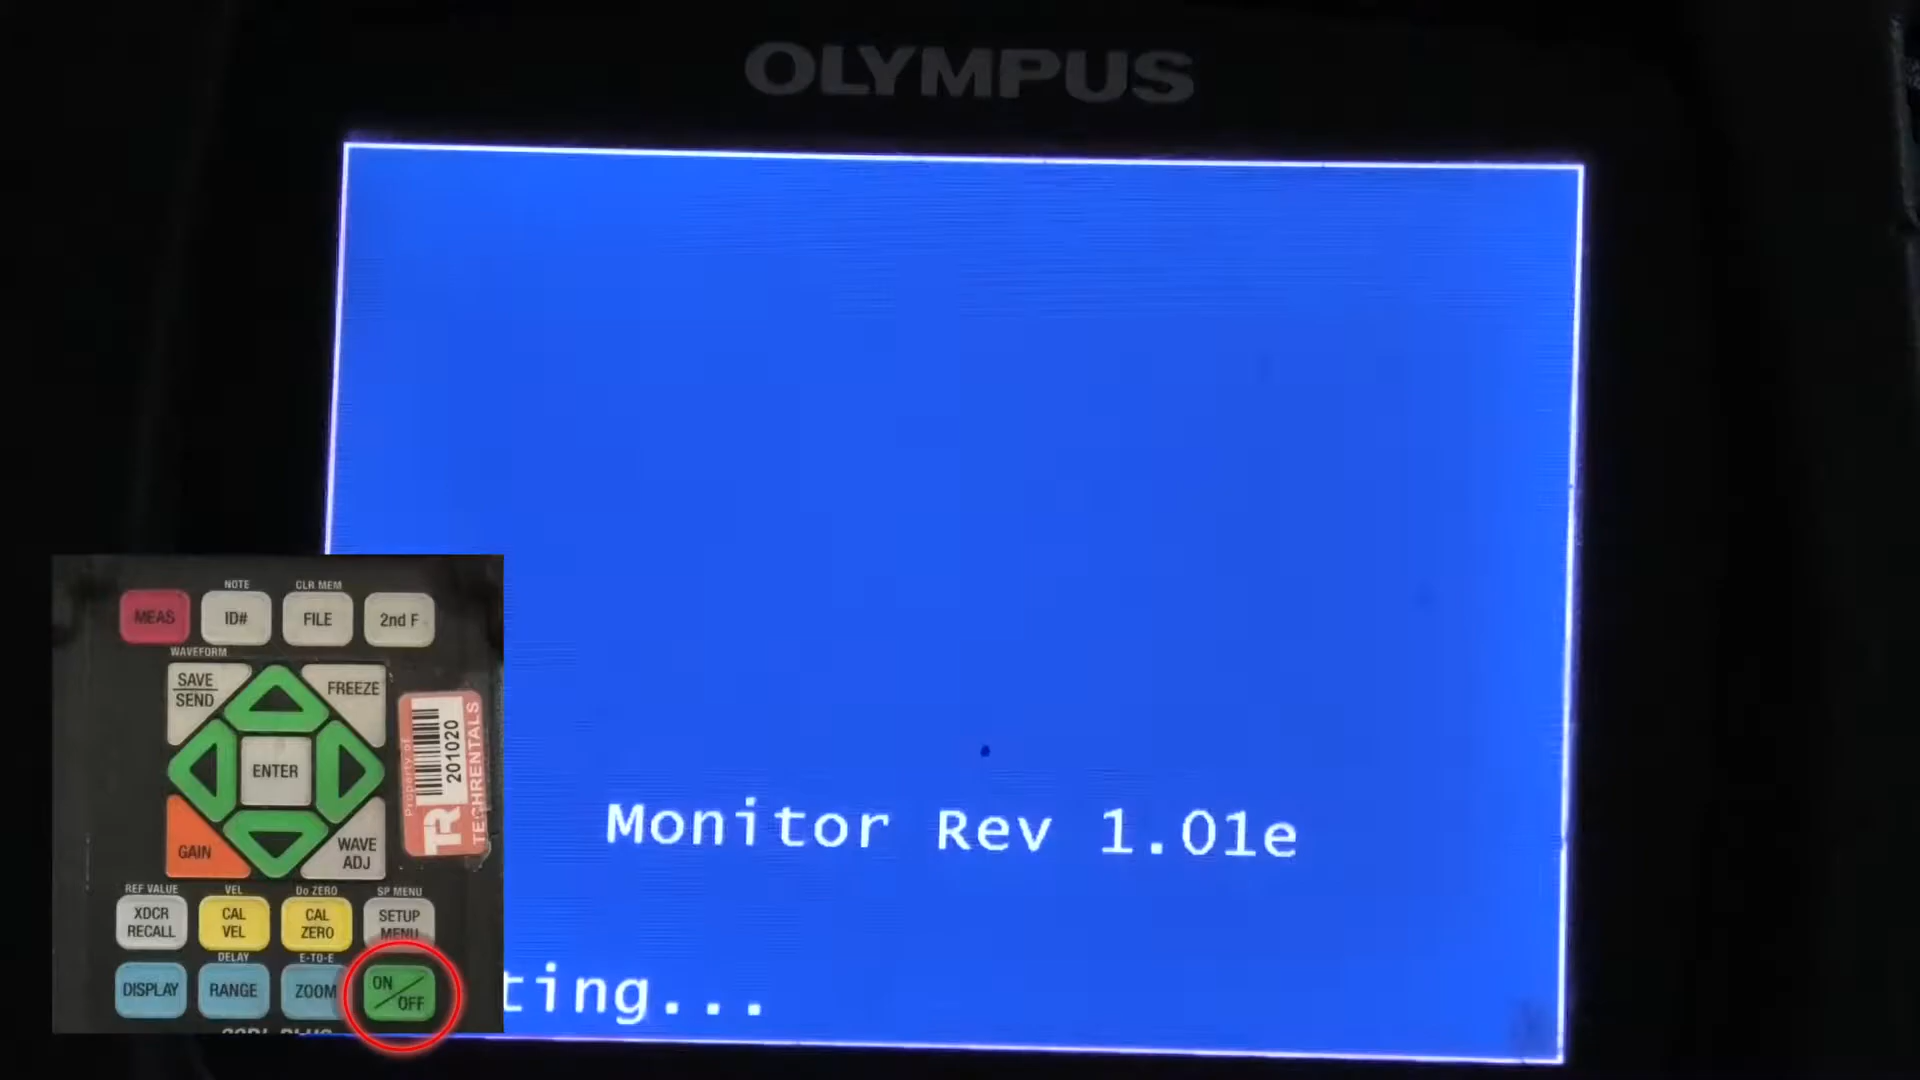 OLYMPUS
Monitor Rev 1.01e
ting...
NOTE
CLR MEM
MEAS
ID#
FILE
2nd F
WAVEFORM
SAVE
SEND
FREEZE
ENTER
GAIN
WAVE
ADJ
Property of
201020
TR
TECHRENTALS
REF VALUE
VEL
Do ZERO
SP MENU
XDCR
RECALL
CAL
VEL
CAL
ZERO
SETUP
MENU
DELAY
E-TO-E
DISPLAY
RANGE
ZOOM
ON
OFF